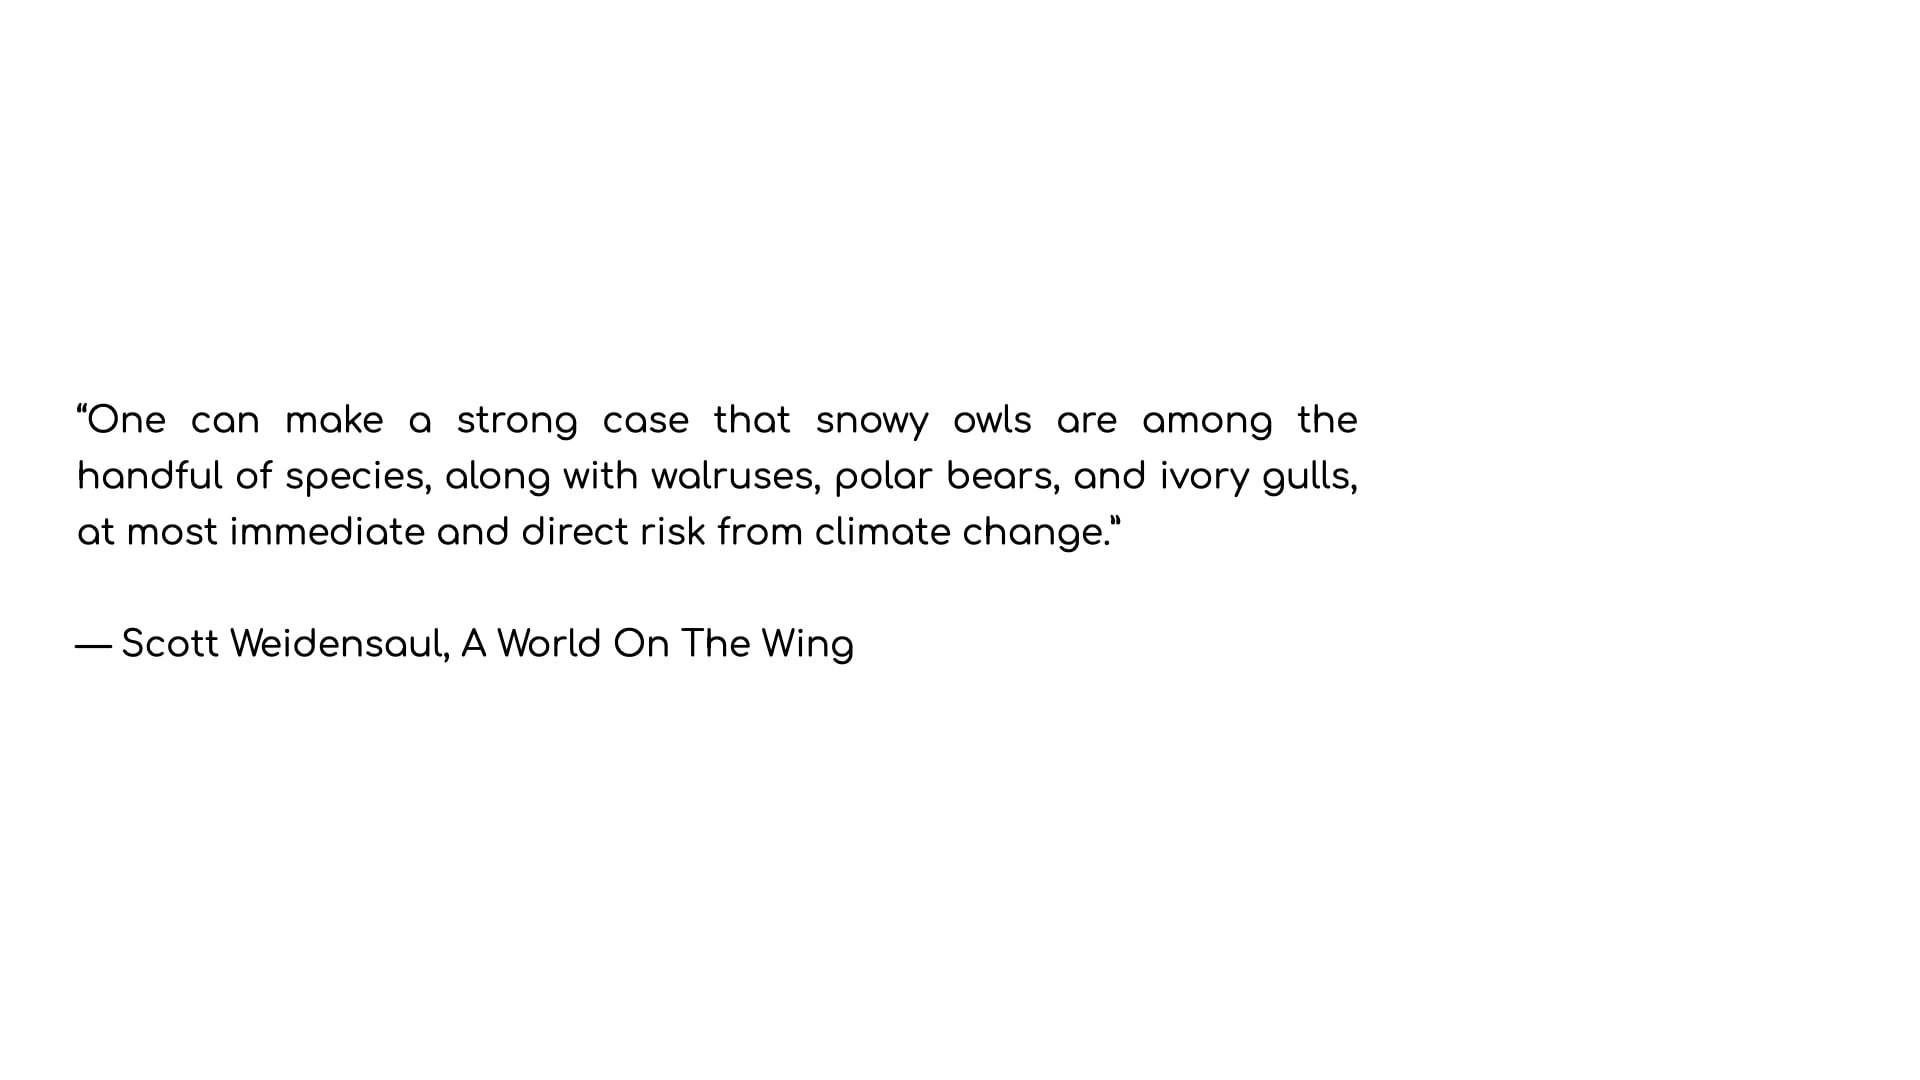 “One can make a strong case that snowy owls are among the
handful of species, along with walruses, polar bears, and ivory gulls,
at most immediate and direct risk from climate change.”
— Scott Weidensaul, A World On The Wing